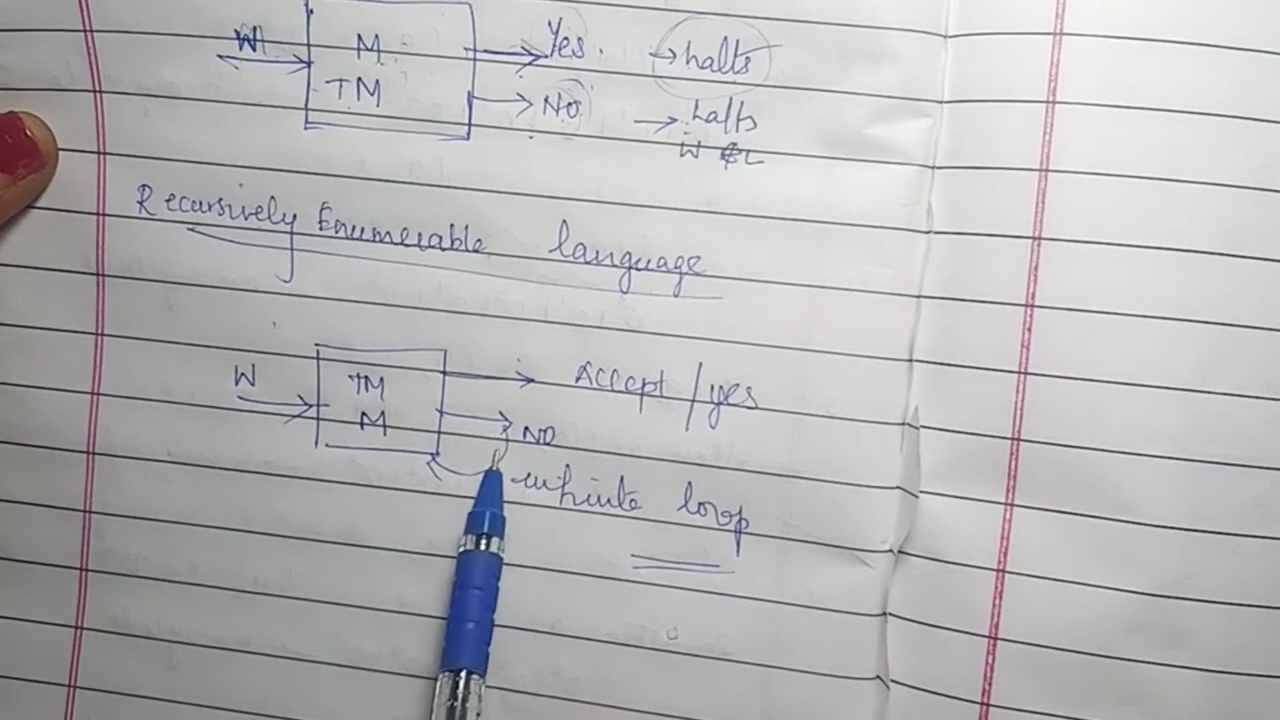 W M Yes. → halts
TM → NO → halts
W ∉ L
Recursively Enumerable language
W TM → Accept / yes
M → NO
infinite loop